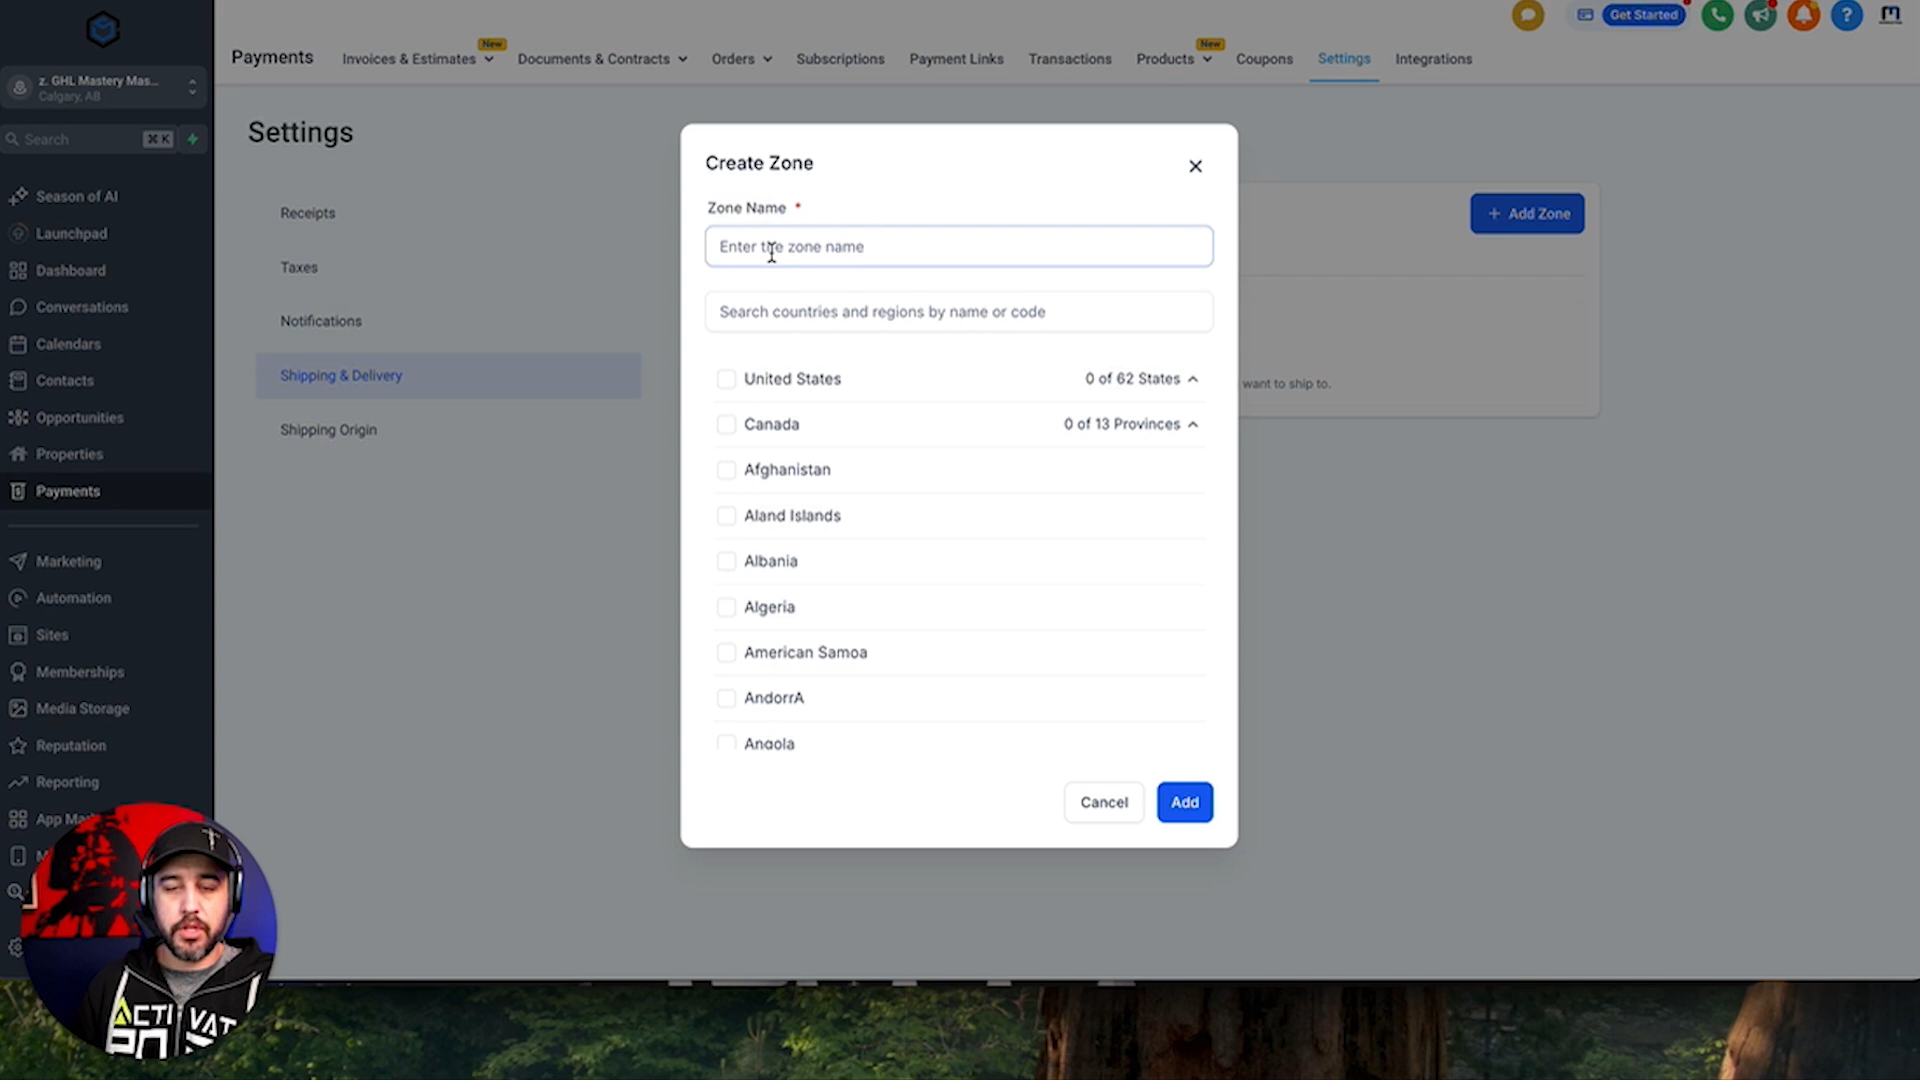 z. GHL Mastery Mas...
Calgary, AB
Search
⌘ K
Season of AI
Launchpad
Dashboard
Conversations
Calendars
Contacts
Opportunities
Properties
Payments
Marketing
Automation
Sites
Memberships
Media Storage
Reputation
Reporting
App Ma
Get Started
Payments
Invoices & Estimates
New
Documents & Contracts
Orders
Subscriptions
Payment Links
Transactions
Products
New
Coupons
Settings
Integrations
Settings
Receipts
Taxes
Notifications
Shipping & Delivery
Shipping Origin
+ Add Zone
want to ship to.
Create Zone
Zone Name *
Enter the zone name
Search countries and regions by name or code
United States 0 of 62 States
Canada 0 of 13 Provinces
Afghanistan
Aland Islands
Albania
Algeria
American Samoa
AndorrA
Angola
Cancel
Add
ACTIVAT